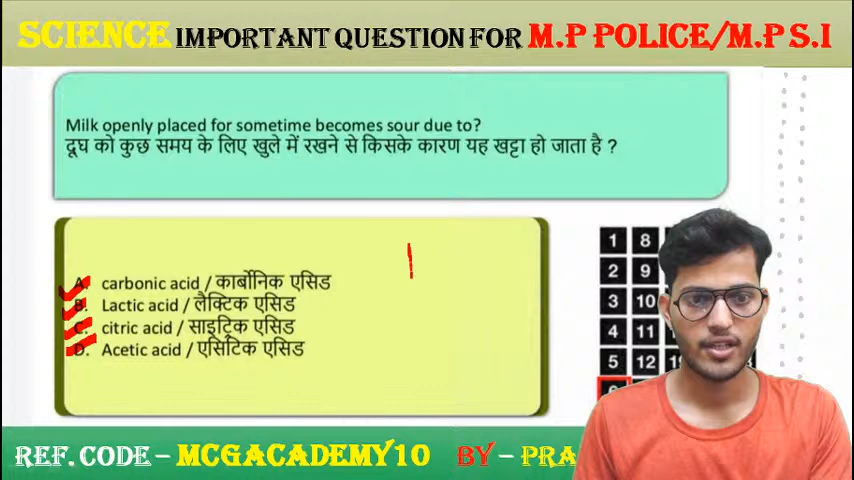 SCIENCE IMPORTANT QUESTION FOR M.P POLICE/M.P S.I
Milk openly placed for sometime becomes sour due to?
दूघ को कुछ समय के लिए खुले में रखने से किसके कारण यह खट्टा हो जाता है ?
A. carbonic acid / कार्बोनिक एसिड
B. Lactic acid / लैक्टिक एसिड
C. citric acid / साइट्रिक एसिड
D. Acetic acid / एसिटिक एसिड
1 8
2 9
3 10
4 11
5 12
REF. CODE – MCGACADEMY10 BY – PRA